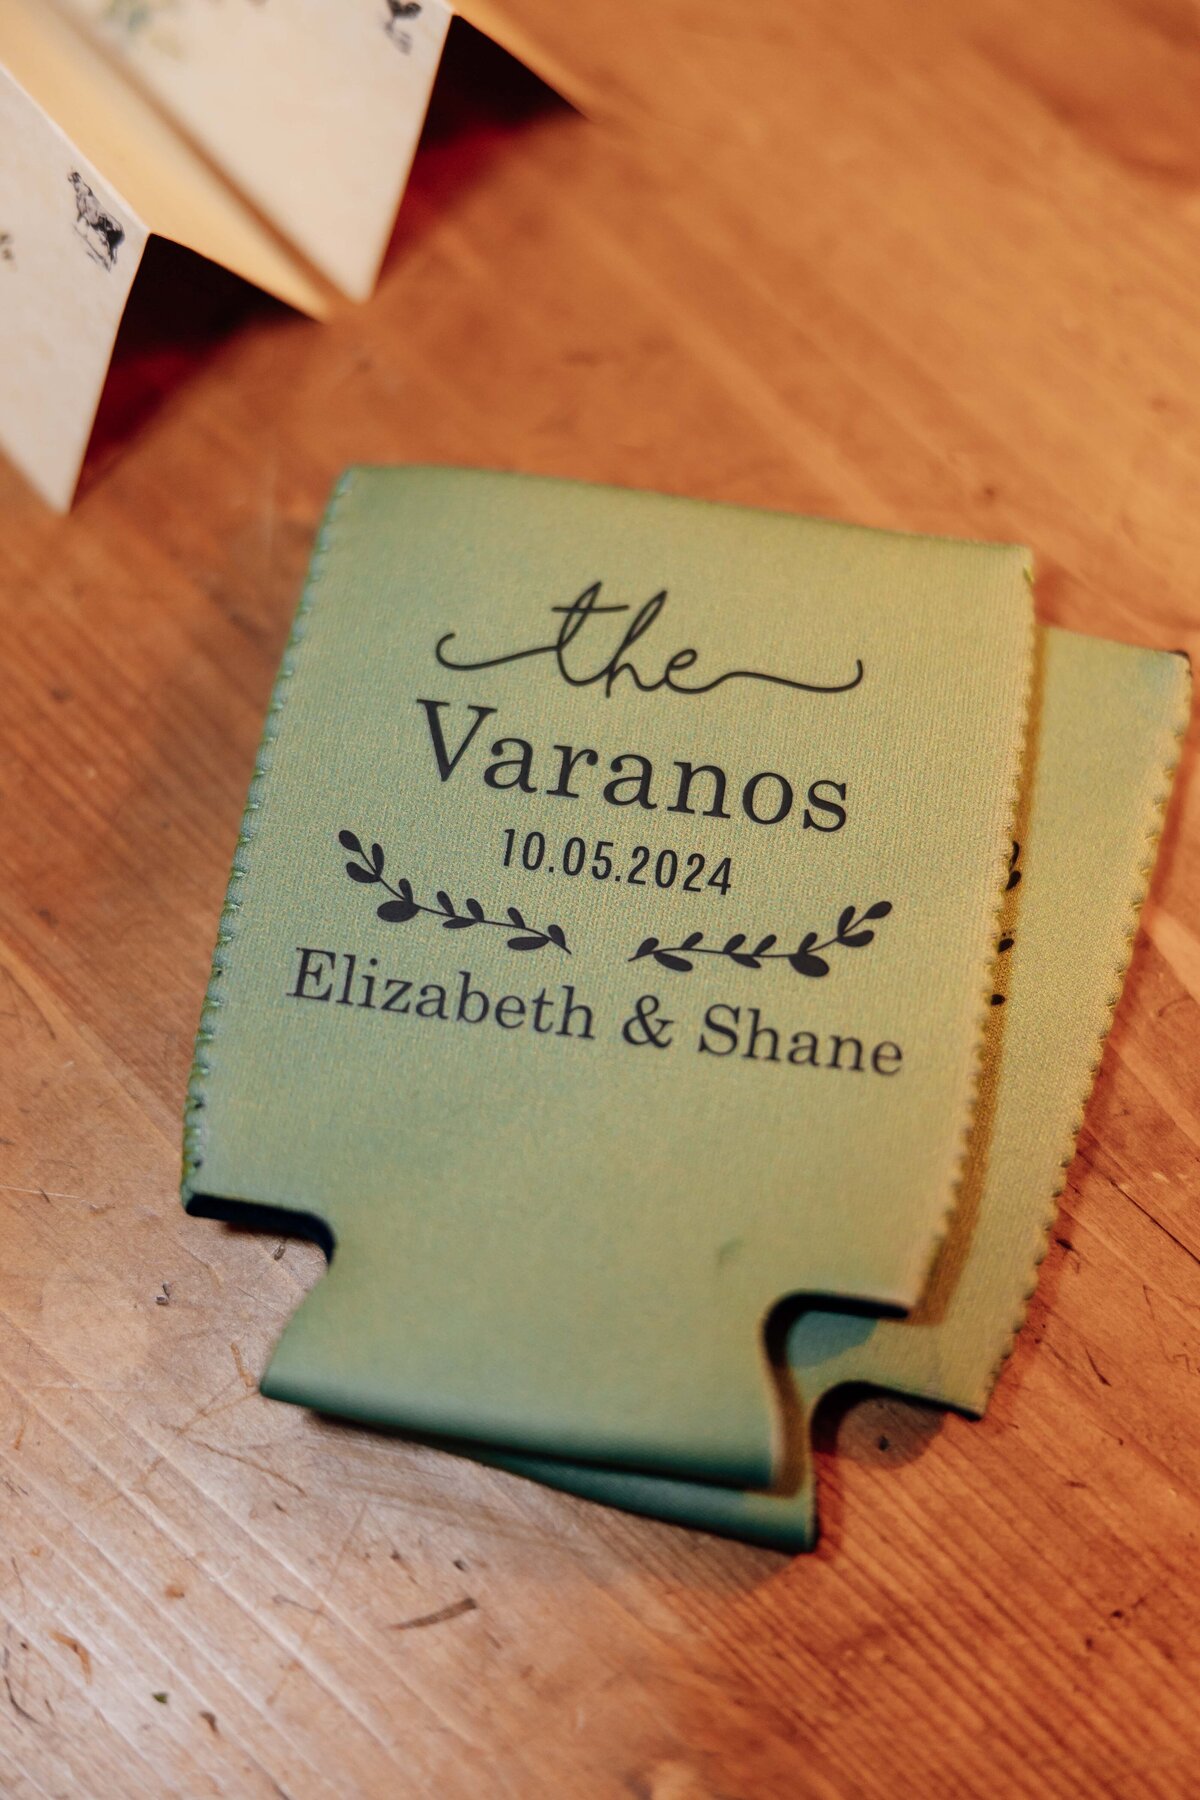 the
Varanos
10.05.2024
Elizabeth & Shane